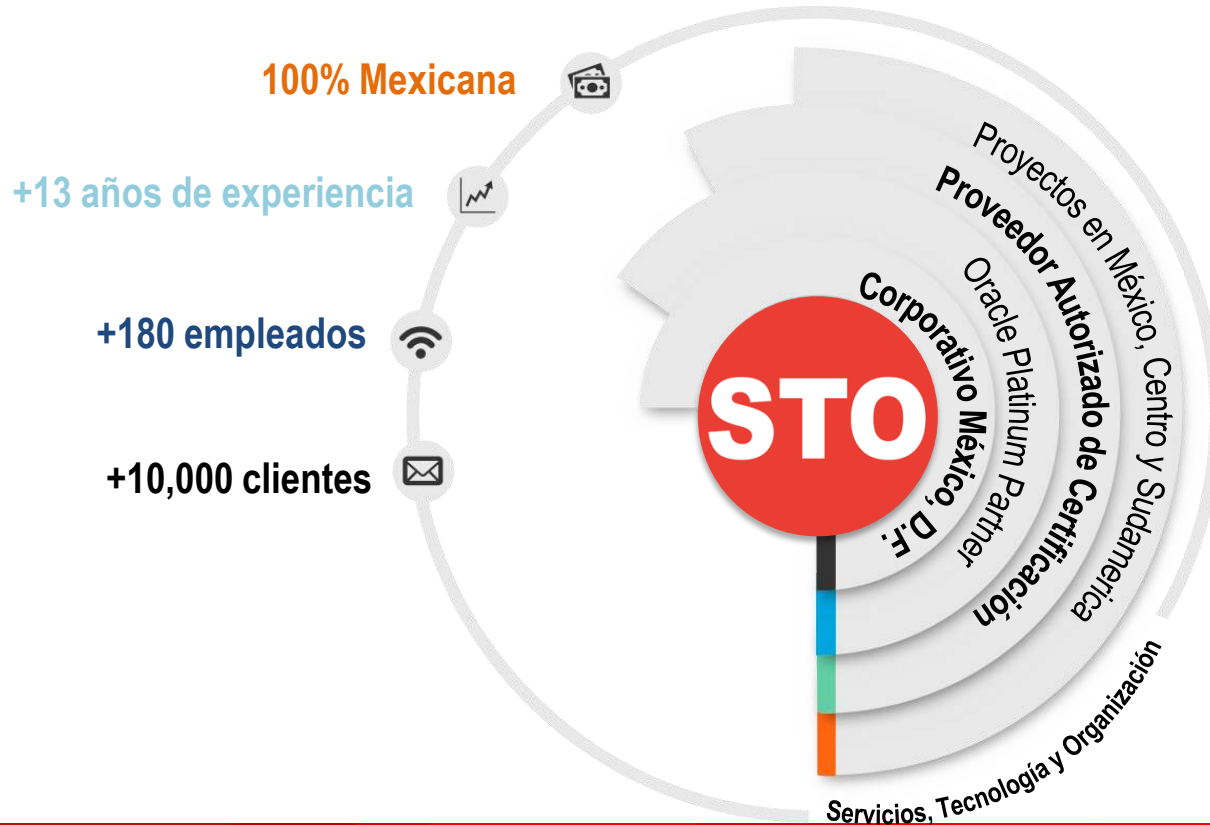 100% Mexicana
+13 años de experiencia
+180 empleados
+10,000 clientes
STO
Corporativo México, D.F.
Oracle Platinum Partner
Proveedor Autorizado de Certificación
Proyectos en México, Centro y Sudamerica
Servicios, Tecnología y Organización